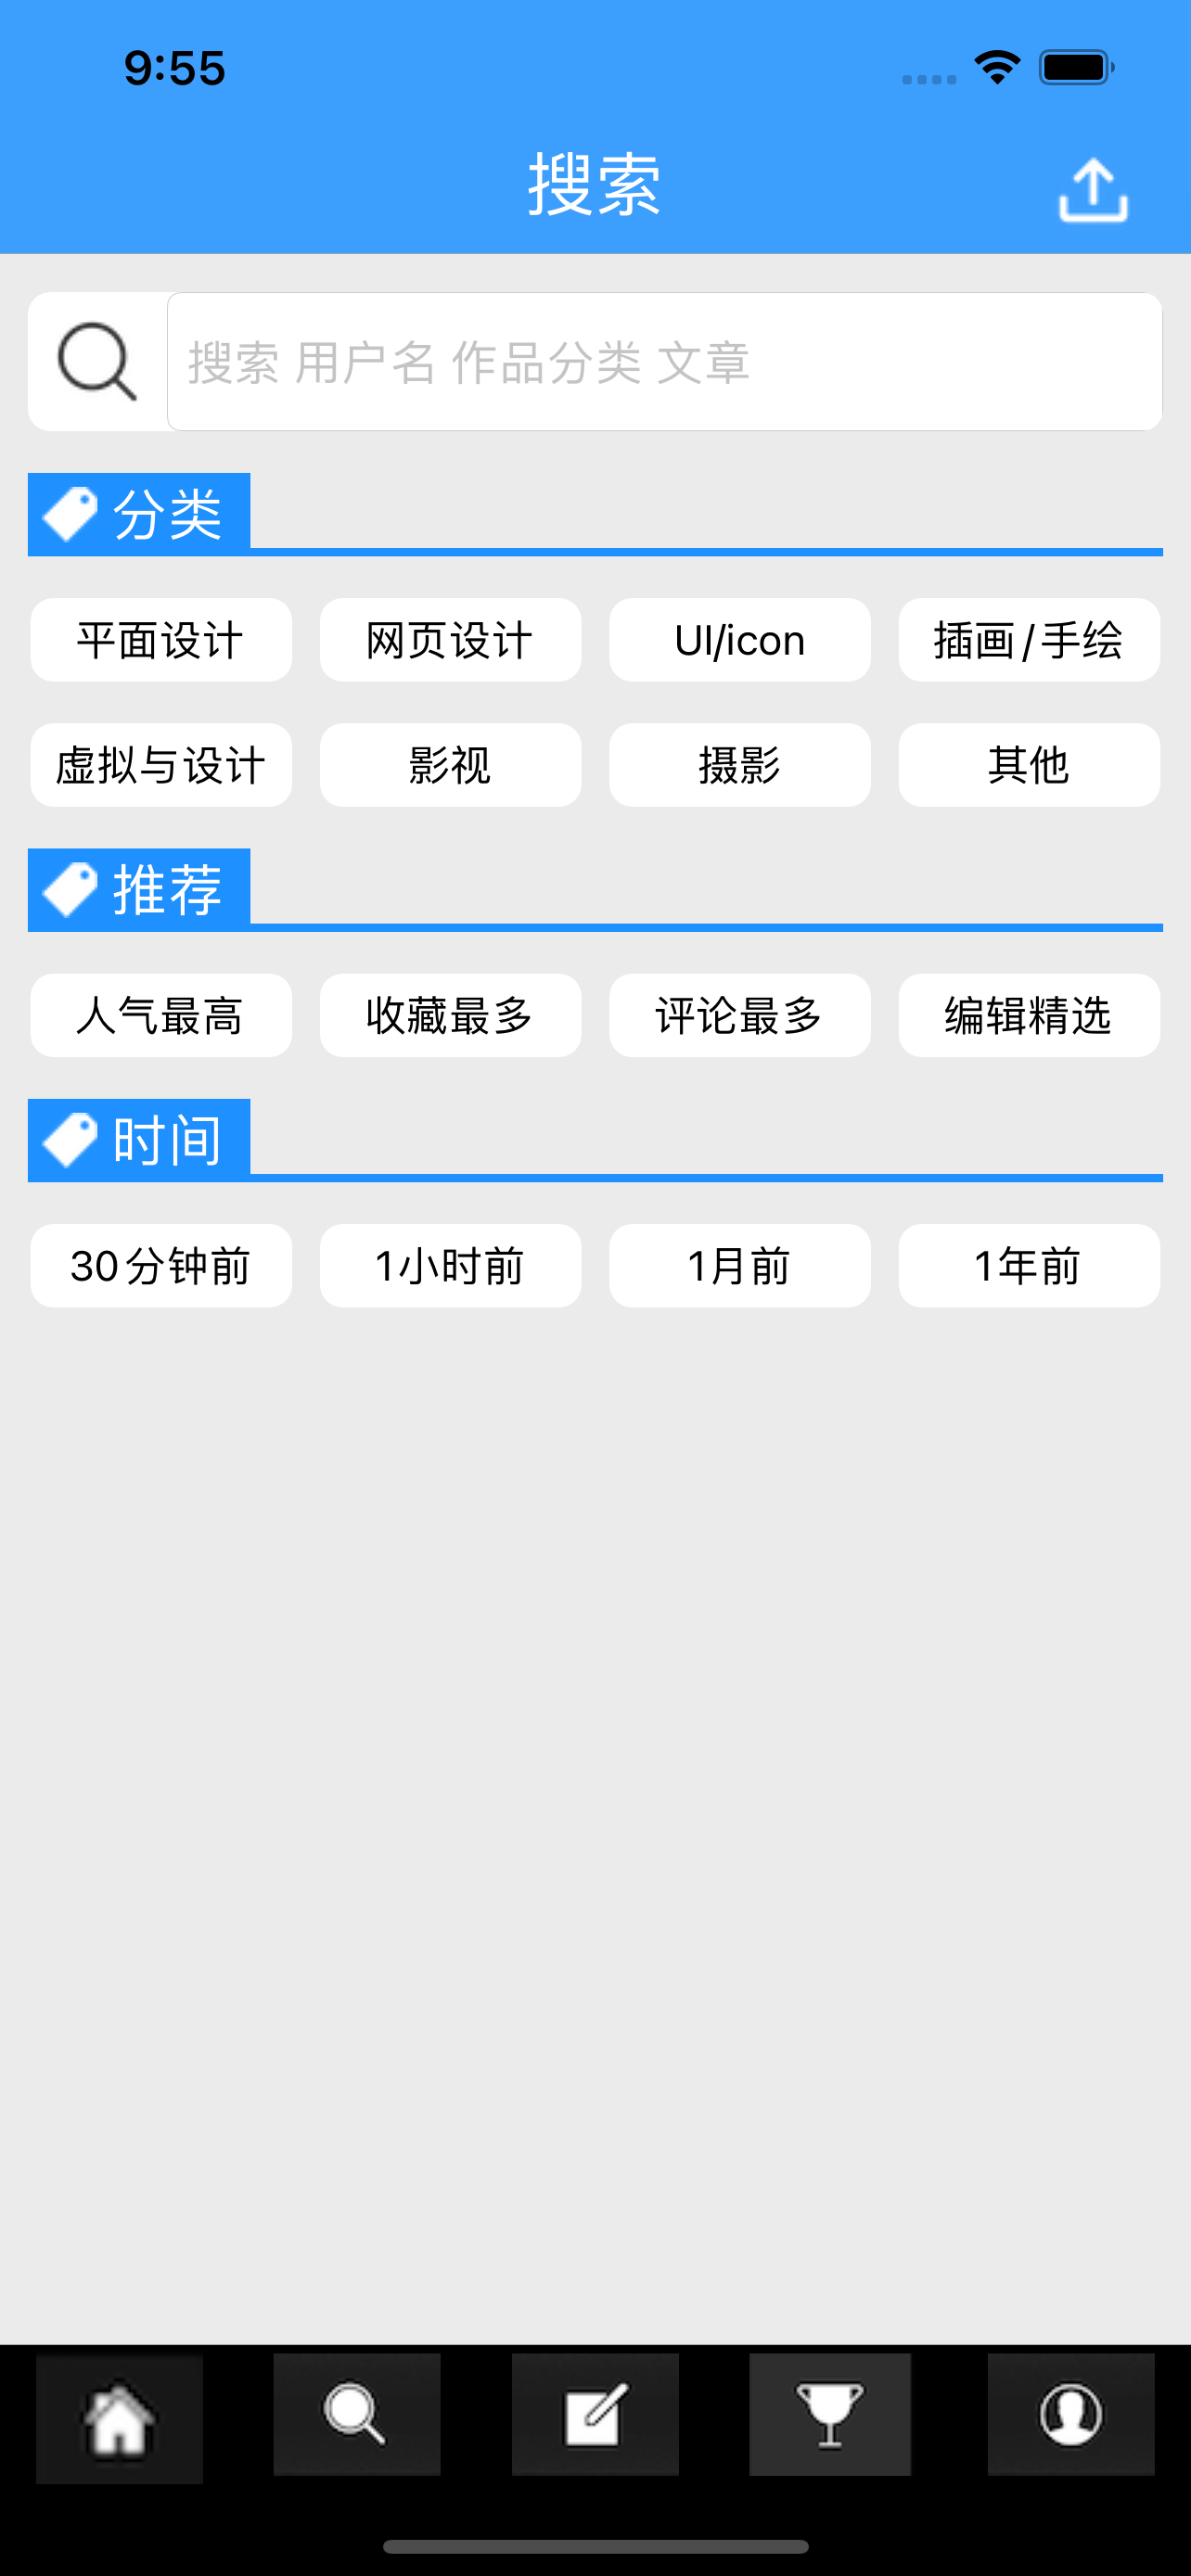 9:55
搜索
搜索 用户名 作品分类 文章
分类
平面设计 网页设计 UI/icon 插画/手绘
虚拟与设计 影视 摄影 其他
推荐
人气最高 收藏最多 评论最多 编辑精选
时间
30分钟前 1小时前 1月前 1年前